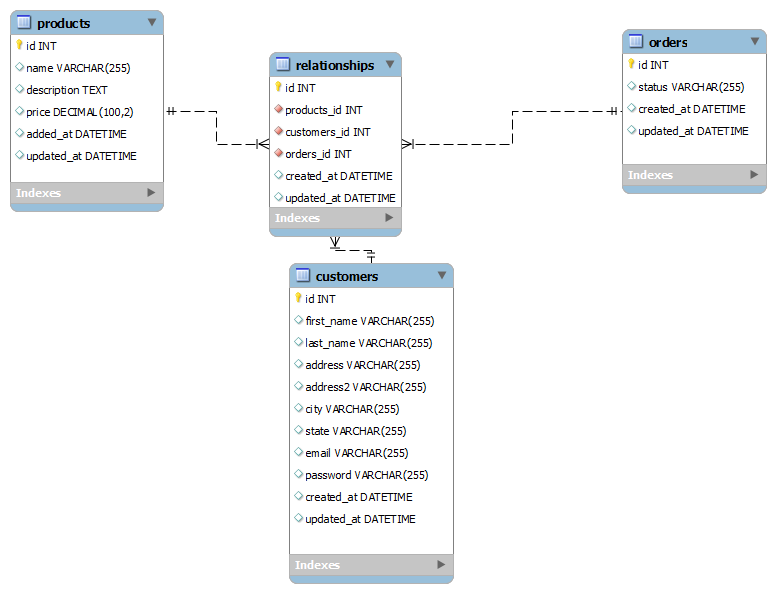 products
id INT
name VARCHAR(255)
description TEXT
price DECIMAL(100,2)
added_at DATETIME
updated_at DATETIME
Indexes
relationships
id INT
products_id INT
customers_id INT
orders_id INT
created_at DATETIME
updated_at DATETIME
Indexes
orders
id INT
status VARCHAR(255)
created_at DATETIME
updated_at DATETIME
Indexes
customers
id INT
first_name VARCHAR(255)
last_name VARCHAR(255)
address VARCHAR(255)
address2 VARCHAR(255)
city VARCHAR(255)
state VARCHAR(255)
email VARCHAR(255)
password VARCHAR(255)
created_at DATETIME
updated_at DATETIME
Indexes